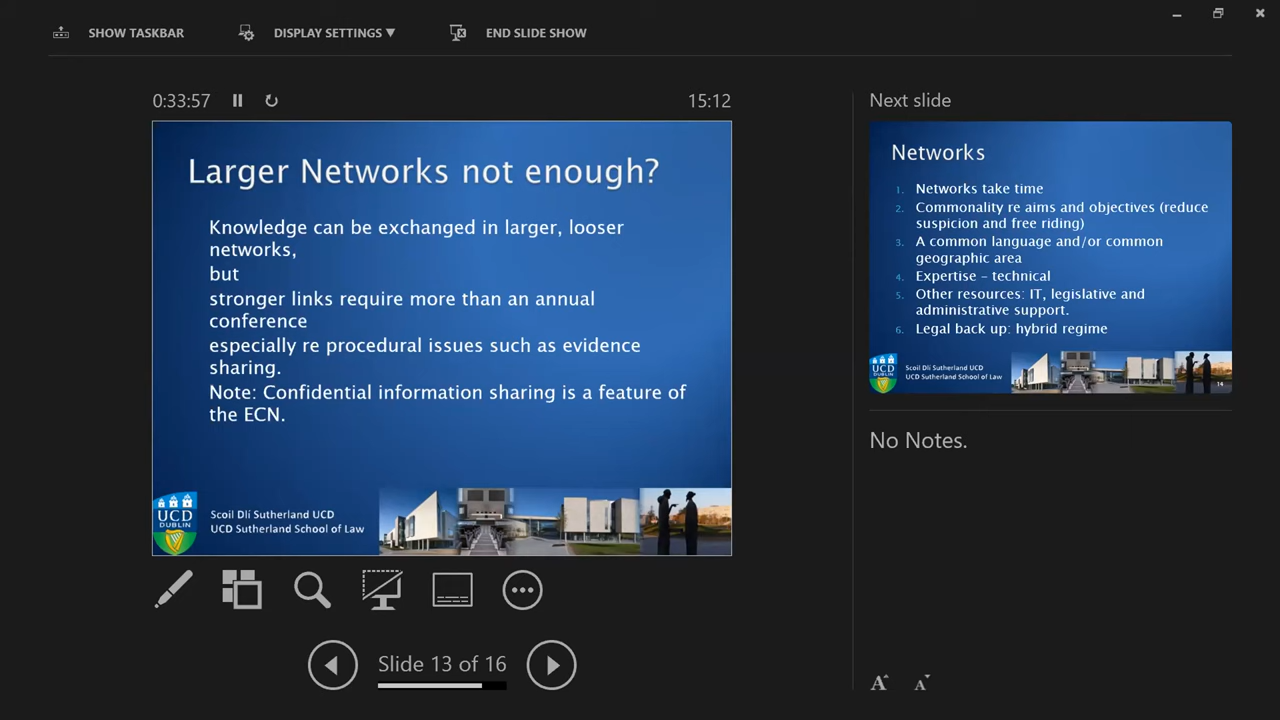 SHOW TASKBAR
DISPLAY SETTINGS ▼
END SLIDE SHOW
0:33:57
15:12
Larger Networks not enough?
Knowledge can be exchanged in larger, looser
networks,
but
stronger links require more than an annual
conference
especially re procedural issues such as evidence
sharing.
Note: Confidential information sharing is a feature of
the ECN.
UCD
DUBLIN
Scoil Dlí Sutherland UCD
UCD Sutherland School of Law
Slide 13 of 16
Next slide
Networks
1. Networks take time
2. Commonality re aims and objectives (reduce
suspicion and free riding)
3. A common language and/or common
geographic area
4. Expertise – technical
5. Other resources: IT, legislative and
administrative support.
6. Legal back up: hybrid regime
UCD
DUBLIN
Scoil Dlí Sutherland UCD
UCD Sutherland School of Law
14
No Notes.
A A